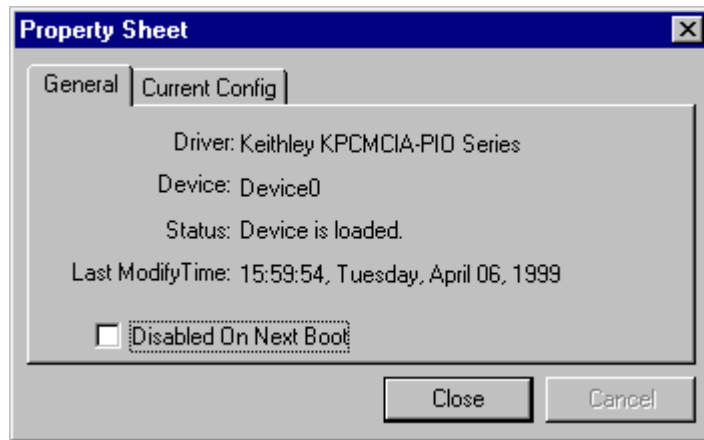 Property Sheet
General
Current Config
Driver: Keithley KPCMCIA-PIO Series
Device: Device0
Status: Device is loaded.
Last ModifyTime: 15:59:54, Tuesday, April 06, 1999
Disabled On Next Boot
Close
Cancel